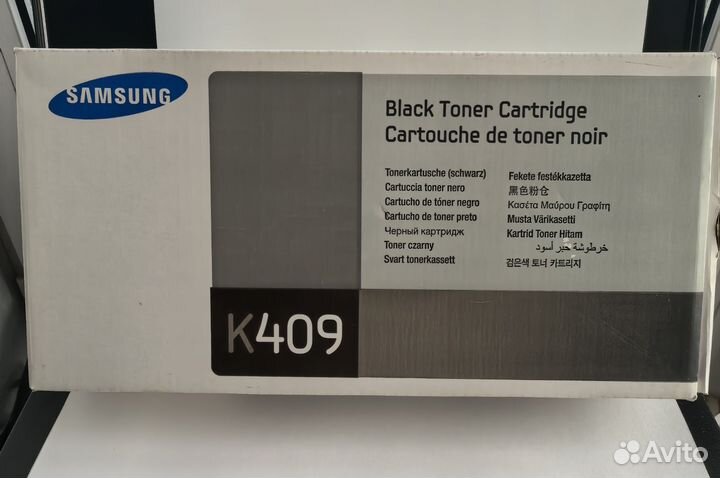 SAMSUNG
Black Toner Cartridge
Cartouche de toner noir
Tonerkartusche (schwarz)
Cartuccia toner nero
Cartucho de tóner negro
Cartucho de toner preto
Черный картридж
Toner czarny
Svart tonerkassett
Fekete festékkazetta
黑色粉仓
Κασέτα Μαύρου Γραφίτη
Musta Värikasetti
Kartrid Toner Hitam
خرطوشة حبر أسود
검은색 토너 카트리지
K409
Avito